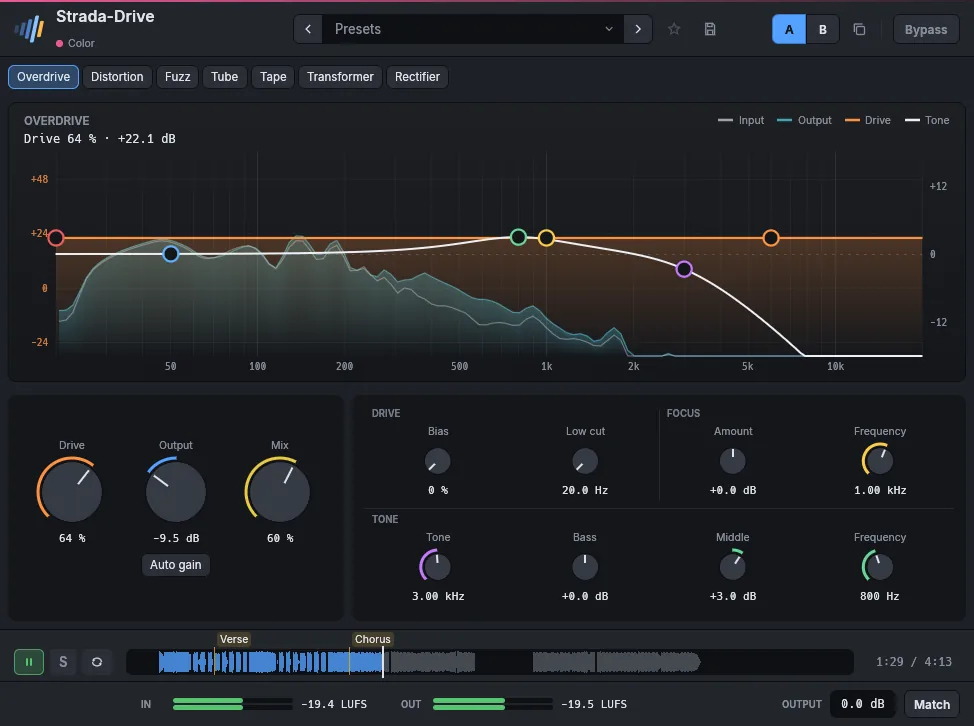 Strada-Drive
Color
Presets
A B
Bypass
Overdrive Distortion Fuzz Tube Tape Transformer Rectifier
OVERDRIVE
Drive 64 % · +22.1 dB
Input Output Drive Tone
+48
+24
0
-24
+12
0
-12
50 100 200 500 1k 2k 5k 10k
Drive Output Mix
64 % -9.5 dB 60 %
Auto gain
DRIVE
Bias Low cut
0 % 20.0 Hz
FOCUS
Amount Frequency
+0.0 dB 1.00 kHz
TONE
Tone Bass Middle Frequency
3.00 kHz +0.0 dB +3.0 dB 800 Hz
Verse Chorus
S
1:29 / 4:13
IN -19.4 LUFS OUT -19.5 LUFS OUTPUT 0.0 dB Match